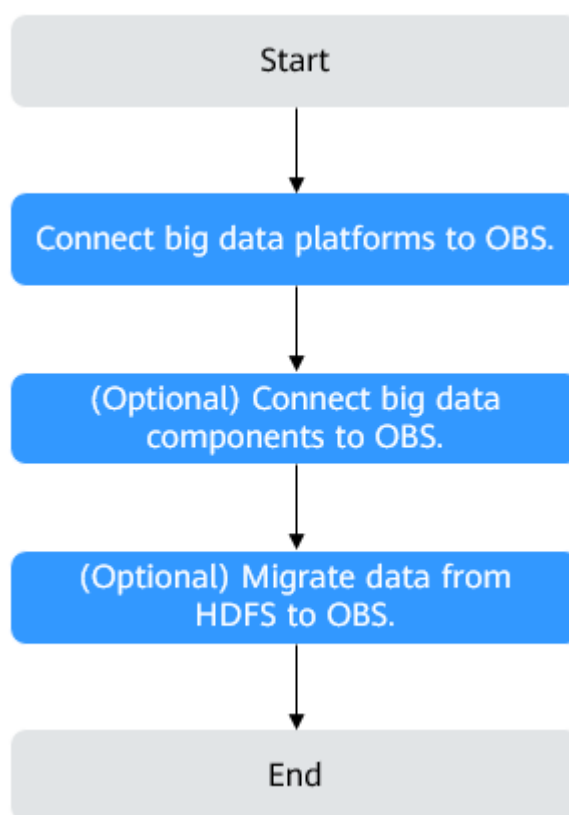 Start
Connect big data platforms to OBS.
(Optional) Connect big data
components to OBS.
(Optional) Migrate data from
HDFS to OBS.
End